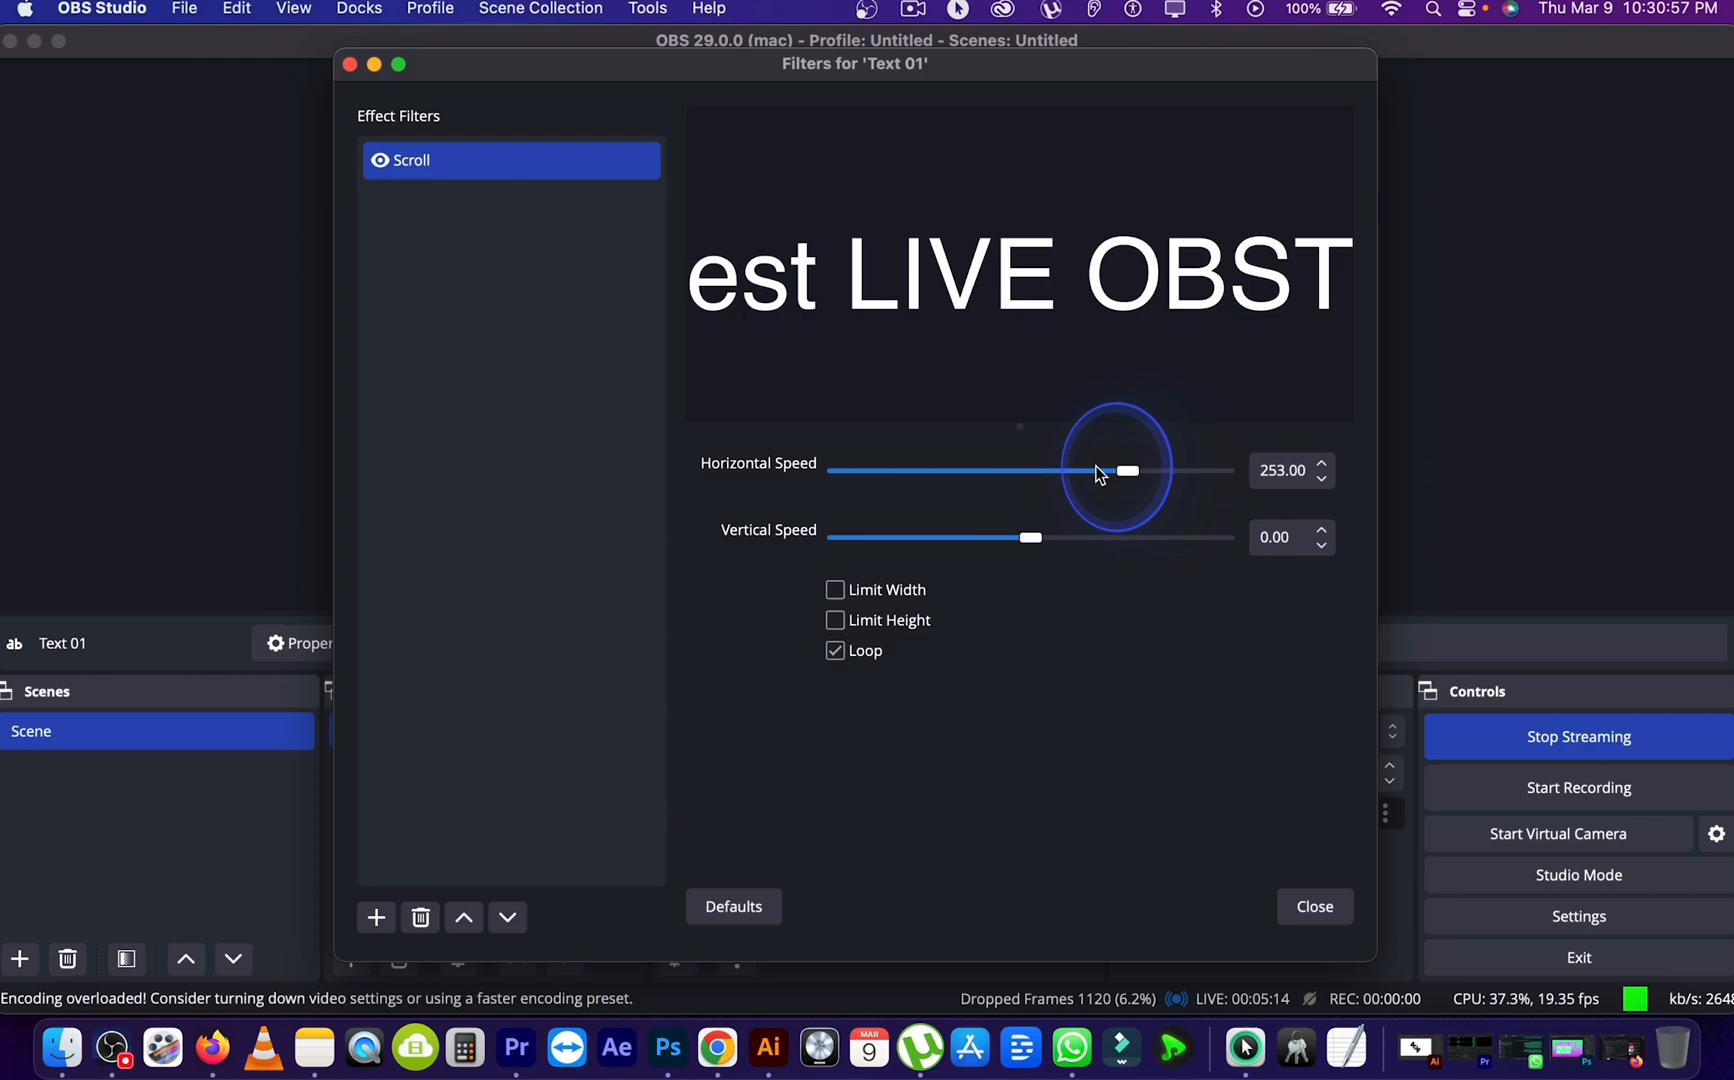 OBS Studio File Edit View Docks Profile Scene Collection Tools Help 100% Thu Mar 9 10:30:57 PM
OBS 29.0.0 (mac) - Profile: Untitled - Scenes: Untitled
Filters for 'Text 01'
Effect Filters
Scroll
est LIVE OBST
Horizontal Speed 253.00
Vertical Speed 0.00
Limit Width
Limit Height
Loop
ab Text 01 Proper
Scenes
Scene
Controls
Stop Streaming
Start Recording
Start Virtual Camera
Studio Mode
Settings
Exit
Defaults
Close
Encoding overloaded! Consider turning down video settings or using a faster encoding preset. Dropped Frames 1120 (6.2%) LIVE: 00:05:14 REC: 00:00:00 CPU: 37.3%, 19.35 fps kb/s: 264
Pr Ae Ps Ai MAR 9 Ai Pr Ps